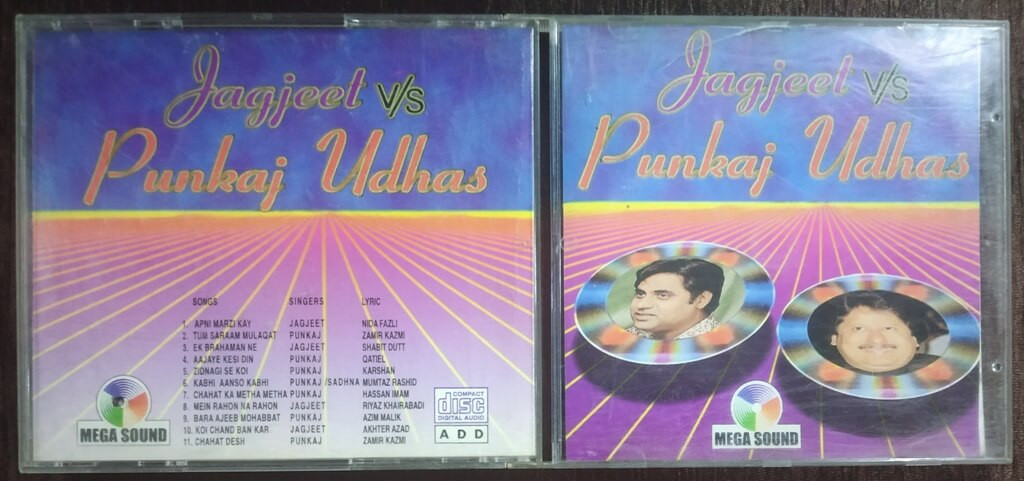 Jagjeet V/S
Punkaj Udhas
SONGS SINGERS LYRIC
1. APNI MARZI KAY JAGJEET NIDA FAZLI
2. TUM SARAAM MULAQAT PUNKAJ ZAMIR KAZMI
3. EK BRAHAMAN NE JAGJEET SHABIT DUTT
4. AAJAYE KESI DIN PUNKAJ QATIEL
5. ZIDNAGI SE KOI PUNKAJ KARSHAN
6. KABHI AANSO KABHI PUNKAJ /SADHNA MUMTAZ RASHID
7. CHAHAT KA METHA METHA PUNKAJ HASSAN IMAM
8. MEIN RAHON NA RAHON JAGJEET RIYAZ KHAIRABADI
9. BARA AJEEB MOHABBAT PUNKAJ AZIM MALIK
10. KOI CHAND BAN KAR JAGJEET AKHTER AZAD
11. CHAHAT DESH PUNKAJ ZAMIR KAZMI
MEGA SOUND
COMPACT
disc
DIGITAL AUDIO
A D D
Jagjeet V/S
Punkaj Udhas
MEGA SOUND